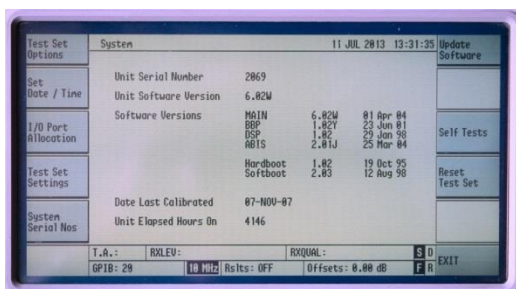 Test Set Options
System
11 JUL 2013 13:31:35
Update Software
Set Date / Time
Unit Serial Number 2069
Unit Software Version 6.02W
I/O Port Allocation
Software Versions MAIN 6.02W 01 Apr 04
BBP 1.02Y 23 Jun 01
DSP 1.02 29 Jan 98
ABIS 2.01J 25 Mar 04
Self Tests
Hardboot 1.02 19 Oct 95
Softboot 2.03 12 Aug 98
Test Set Settings
Reset Test Set
Date Last Calibrated 07-NOV-07
System Serial Nos
Unit Elapsed Hours On 4146
T.A.: RXLEV: RXQUAL: S D
GPIB: 29 10 MHz Rslts: OFF Offsets: 0.00 dB F R
EXIT